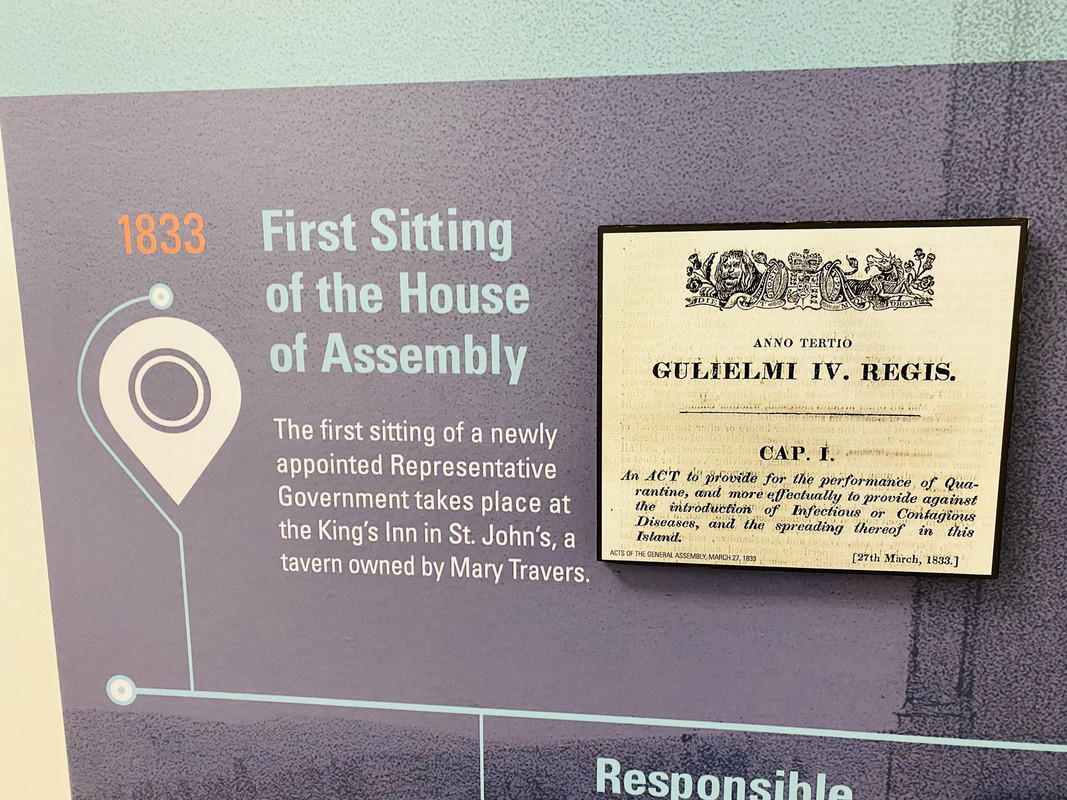 1833
First Sitting
of the House
of Assembly
The first sitting of a newly
appointed Representative
Government takes place at
the King's Inn in St. John's, a
tavern owned by Mary Travers.
ANNO TERTIO
GULIELMI IV. REGIS.
CAP. I.
An ACT to provide for the performance of Qua-
rantine, and more effectually to provide against
the introduction of Infectious or Contagious
Diseases, and the spreading thereof in this
Island.
ACTS OF THE GENERAL ASSEMBLY, MARCH 27, 1833
[27th March, 1833.]
Responsible